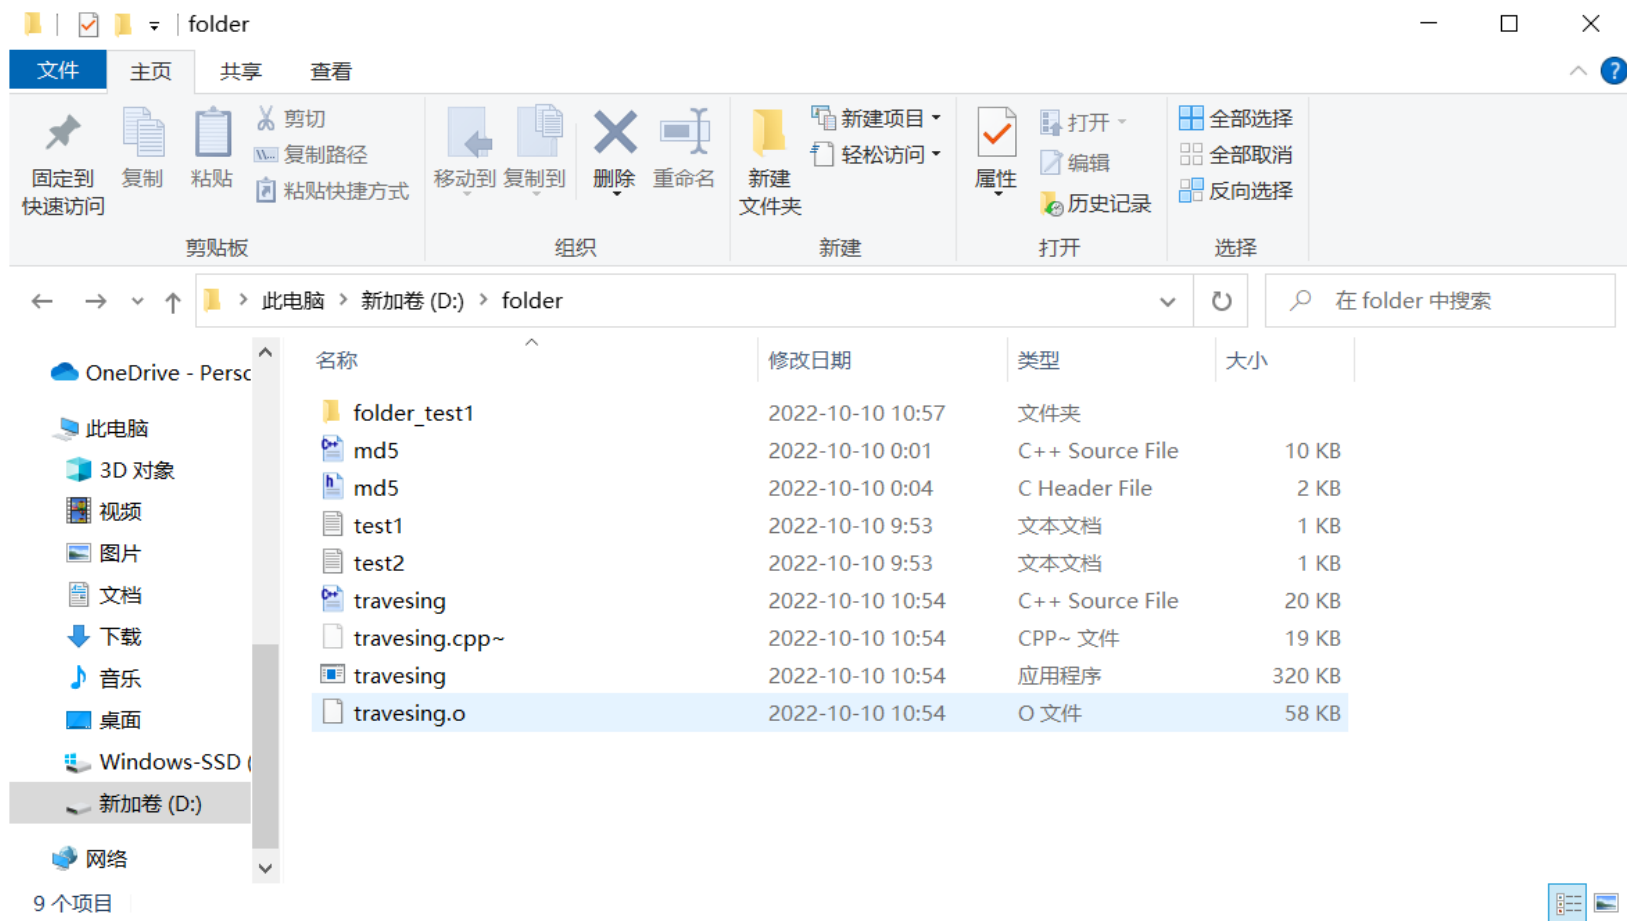 folder
文件 主页 共享 查看
?
固定到
快速访问
复制
粘贴
剪切
复制路径
粘贴快捷方式
剪贴板
移动到
复制到
删除
重命名
组织
新建
文件夹
新建项目
轻松访问
新建
属性
打开
编辑
历史记录
打开
全部选择
全部取消
反向选择
选择
此电脑 > 新加卷 (D:) > folder
在 folder 中搜索
OneDrive - Perso
此电脑
3D 对象
视频
图片
文档
下载
音乐
桌面
Windows-SSD (
新加卷 (D:)
网络
名称 修改日期 类型 大小
folder_test1 2022-10-10 10:57 文件夹
md5 2022-10-10 0:01 C++ Source File 10 KB
md5 2022-10-10 0:04 C Header File 2 KB
test1 2022-10-10 9:53 文本文档 1 KB
test2 2022-10-10 9:53 文本文档 1 KB
travesing 2022-10-10 10:54 C++ Source File 20 KB
travesing.cpp~ 2022-10-10 10:54 CPP~ 文件 19 KB
travesing 2022-10-10 10:54 应用程序 320 KB
travesing.o 2022-10-10 10:54 O 文件 58 KB
9 个项目